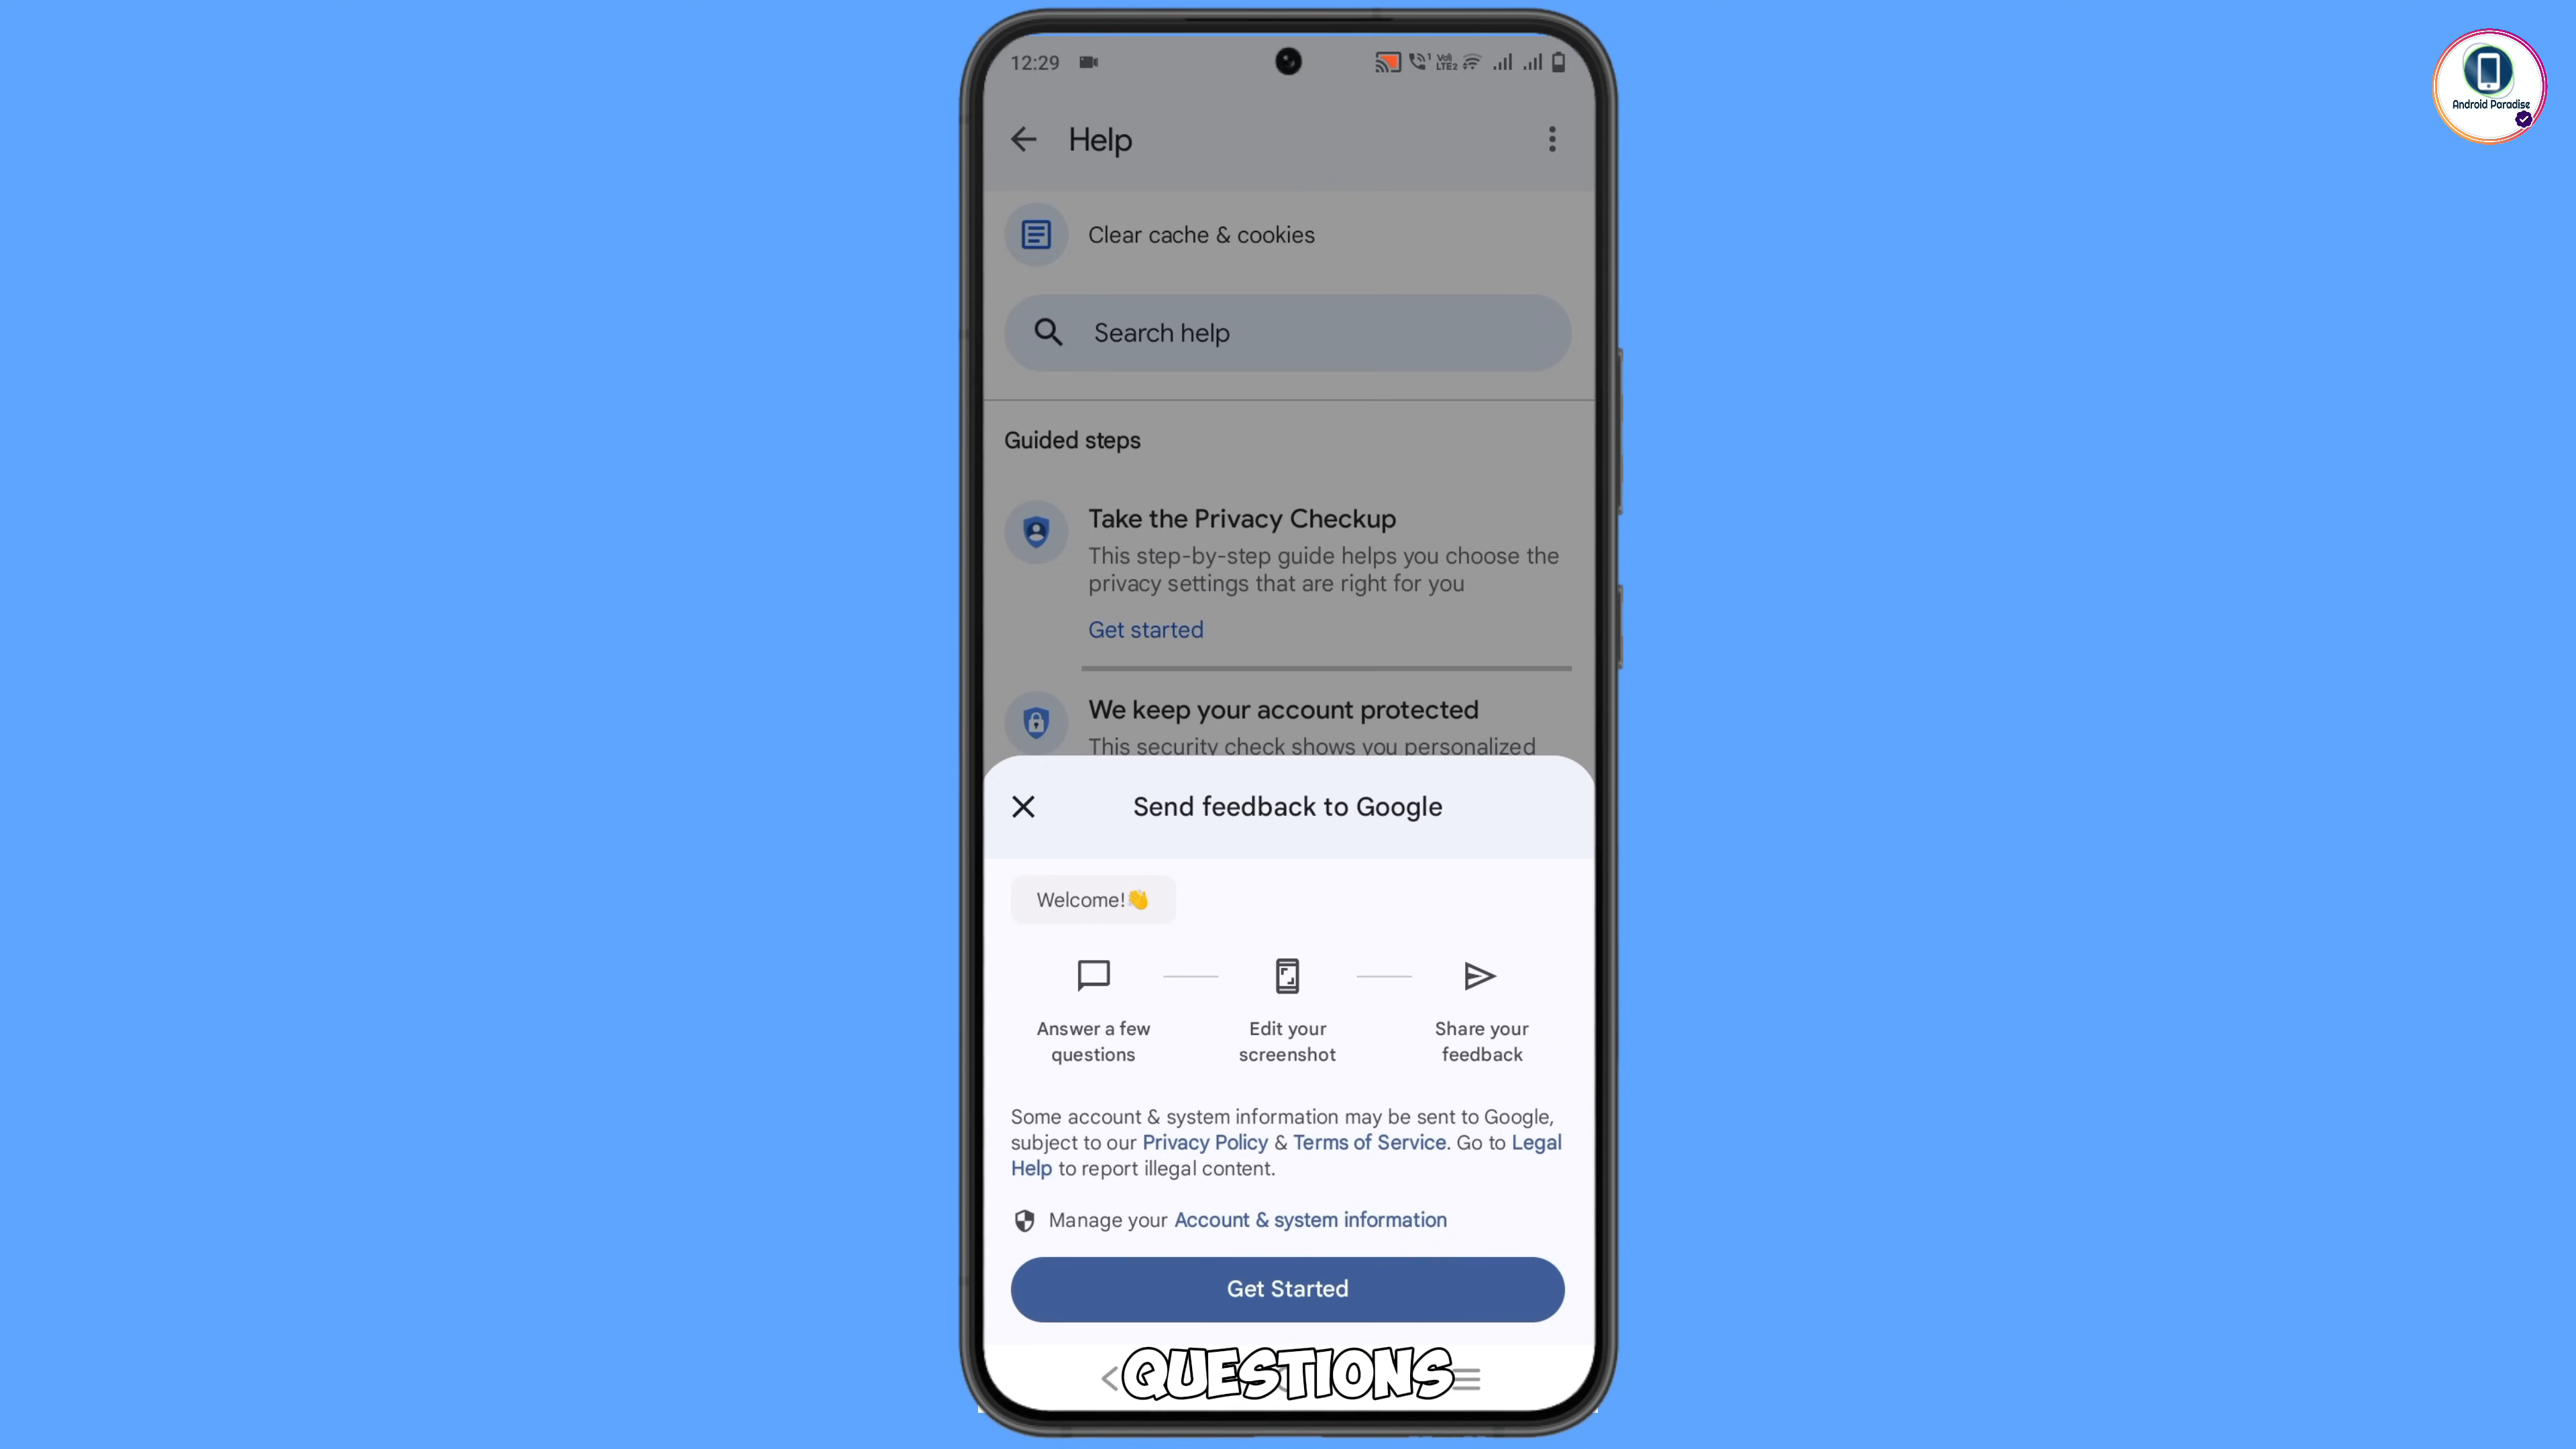 12:29
1
Vo))
LTE2
Android Paradise
Help
Clear cache & cookies
Search help
Guided steps
Take the Privacy Checkup
This step-by-step guide helps you choose the
privacy settings that are right for you
Get started
We keep your account protected
This security check shows you personalized
Send feedback to Google
Welcome!👏
Answer a few
questions
Edit your
screenshot
Share your
feedback
Some account & system information may be sent to Google,
subject to our Privacy Policy & Terms of Service. Go to Legal
Help to report illegal content.
Manage your Account & system information
Get Started
QUESTIONS